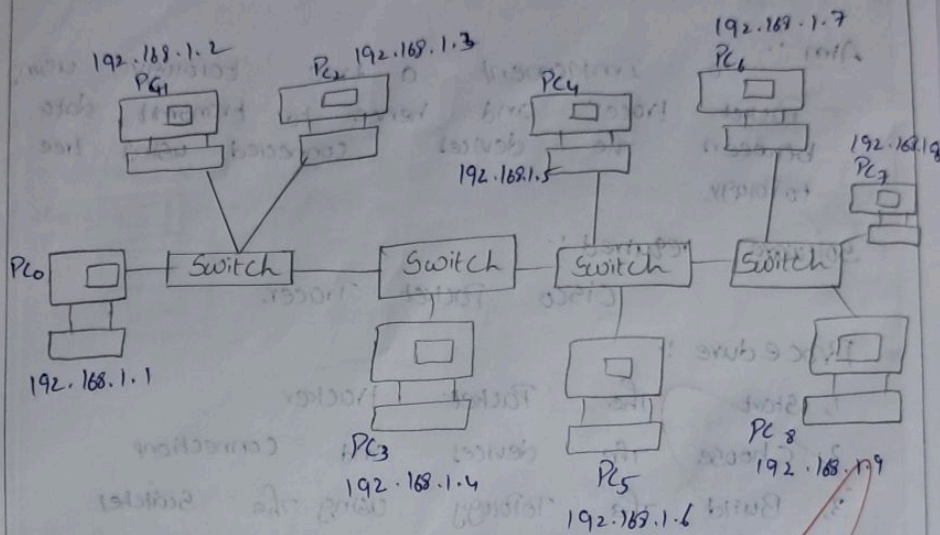 192.168.1.2
PC1
192.168.1.3
PC2
PC4
192.168.1.5
192.168.1.7
PC6
192.168.1.8
PC7
PC0
192.168.1.1
Switch
Switch
Switch
Switch
PC3
192.168.1.4
PC5
192.168.1.6
PC8
192.168.1.9